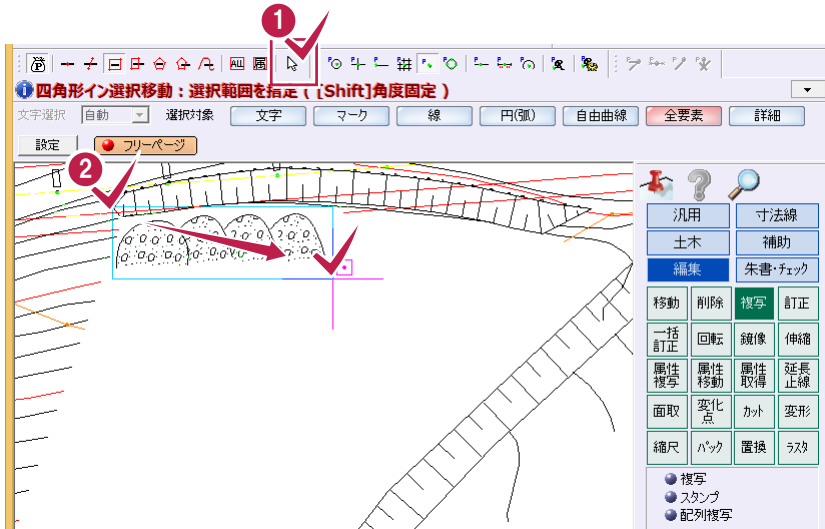 1
ALL
四角形イン選択移動：選択範囲を指定 ( [Shift]角度固定 )
文字選択 自動 選択対象 文字 マーク 線 円(弧) 自由曲線 全要素 詳細
設定 フリーページ
2
汎用 寸法線
土木 補助
編集 朱書・チェック
移動 削除 複写 訂正
一括訂正 回転 鏡像 伸縮
属性複写 属性移動 属性取得 延長止線
面取 変化点 カット 変形
縮尺 パック 置換 ラスタ
複写
スタンプ
配列複写